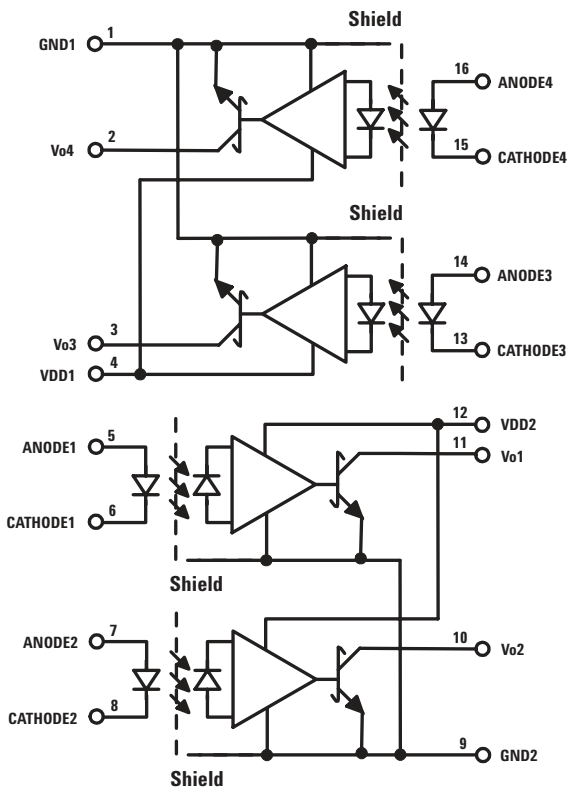 Shield
GND1 1
16 ANODE4
2
Vo4
15 CATHODE4
Shield
14 ANODE3
3
Vo3
13 CATHODE3
4
VDD1
12 VDD2
5 ANODE1
11 Vo1
6 CATHODE1
Shield
7 ANODE2
10 Vo2
8 CATHODE2
9 GND2
Shield